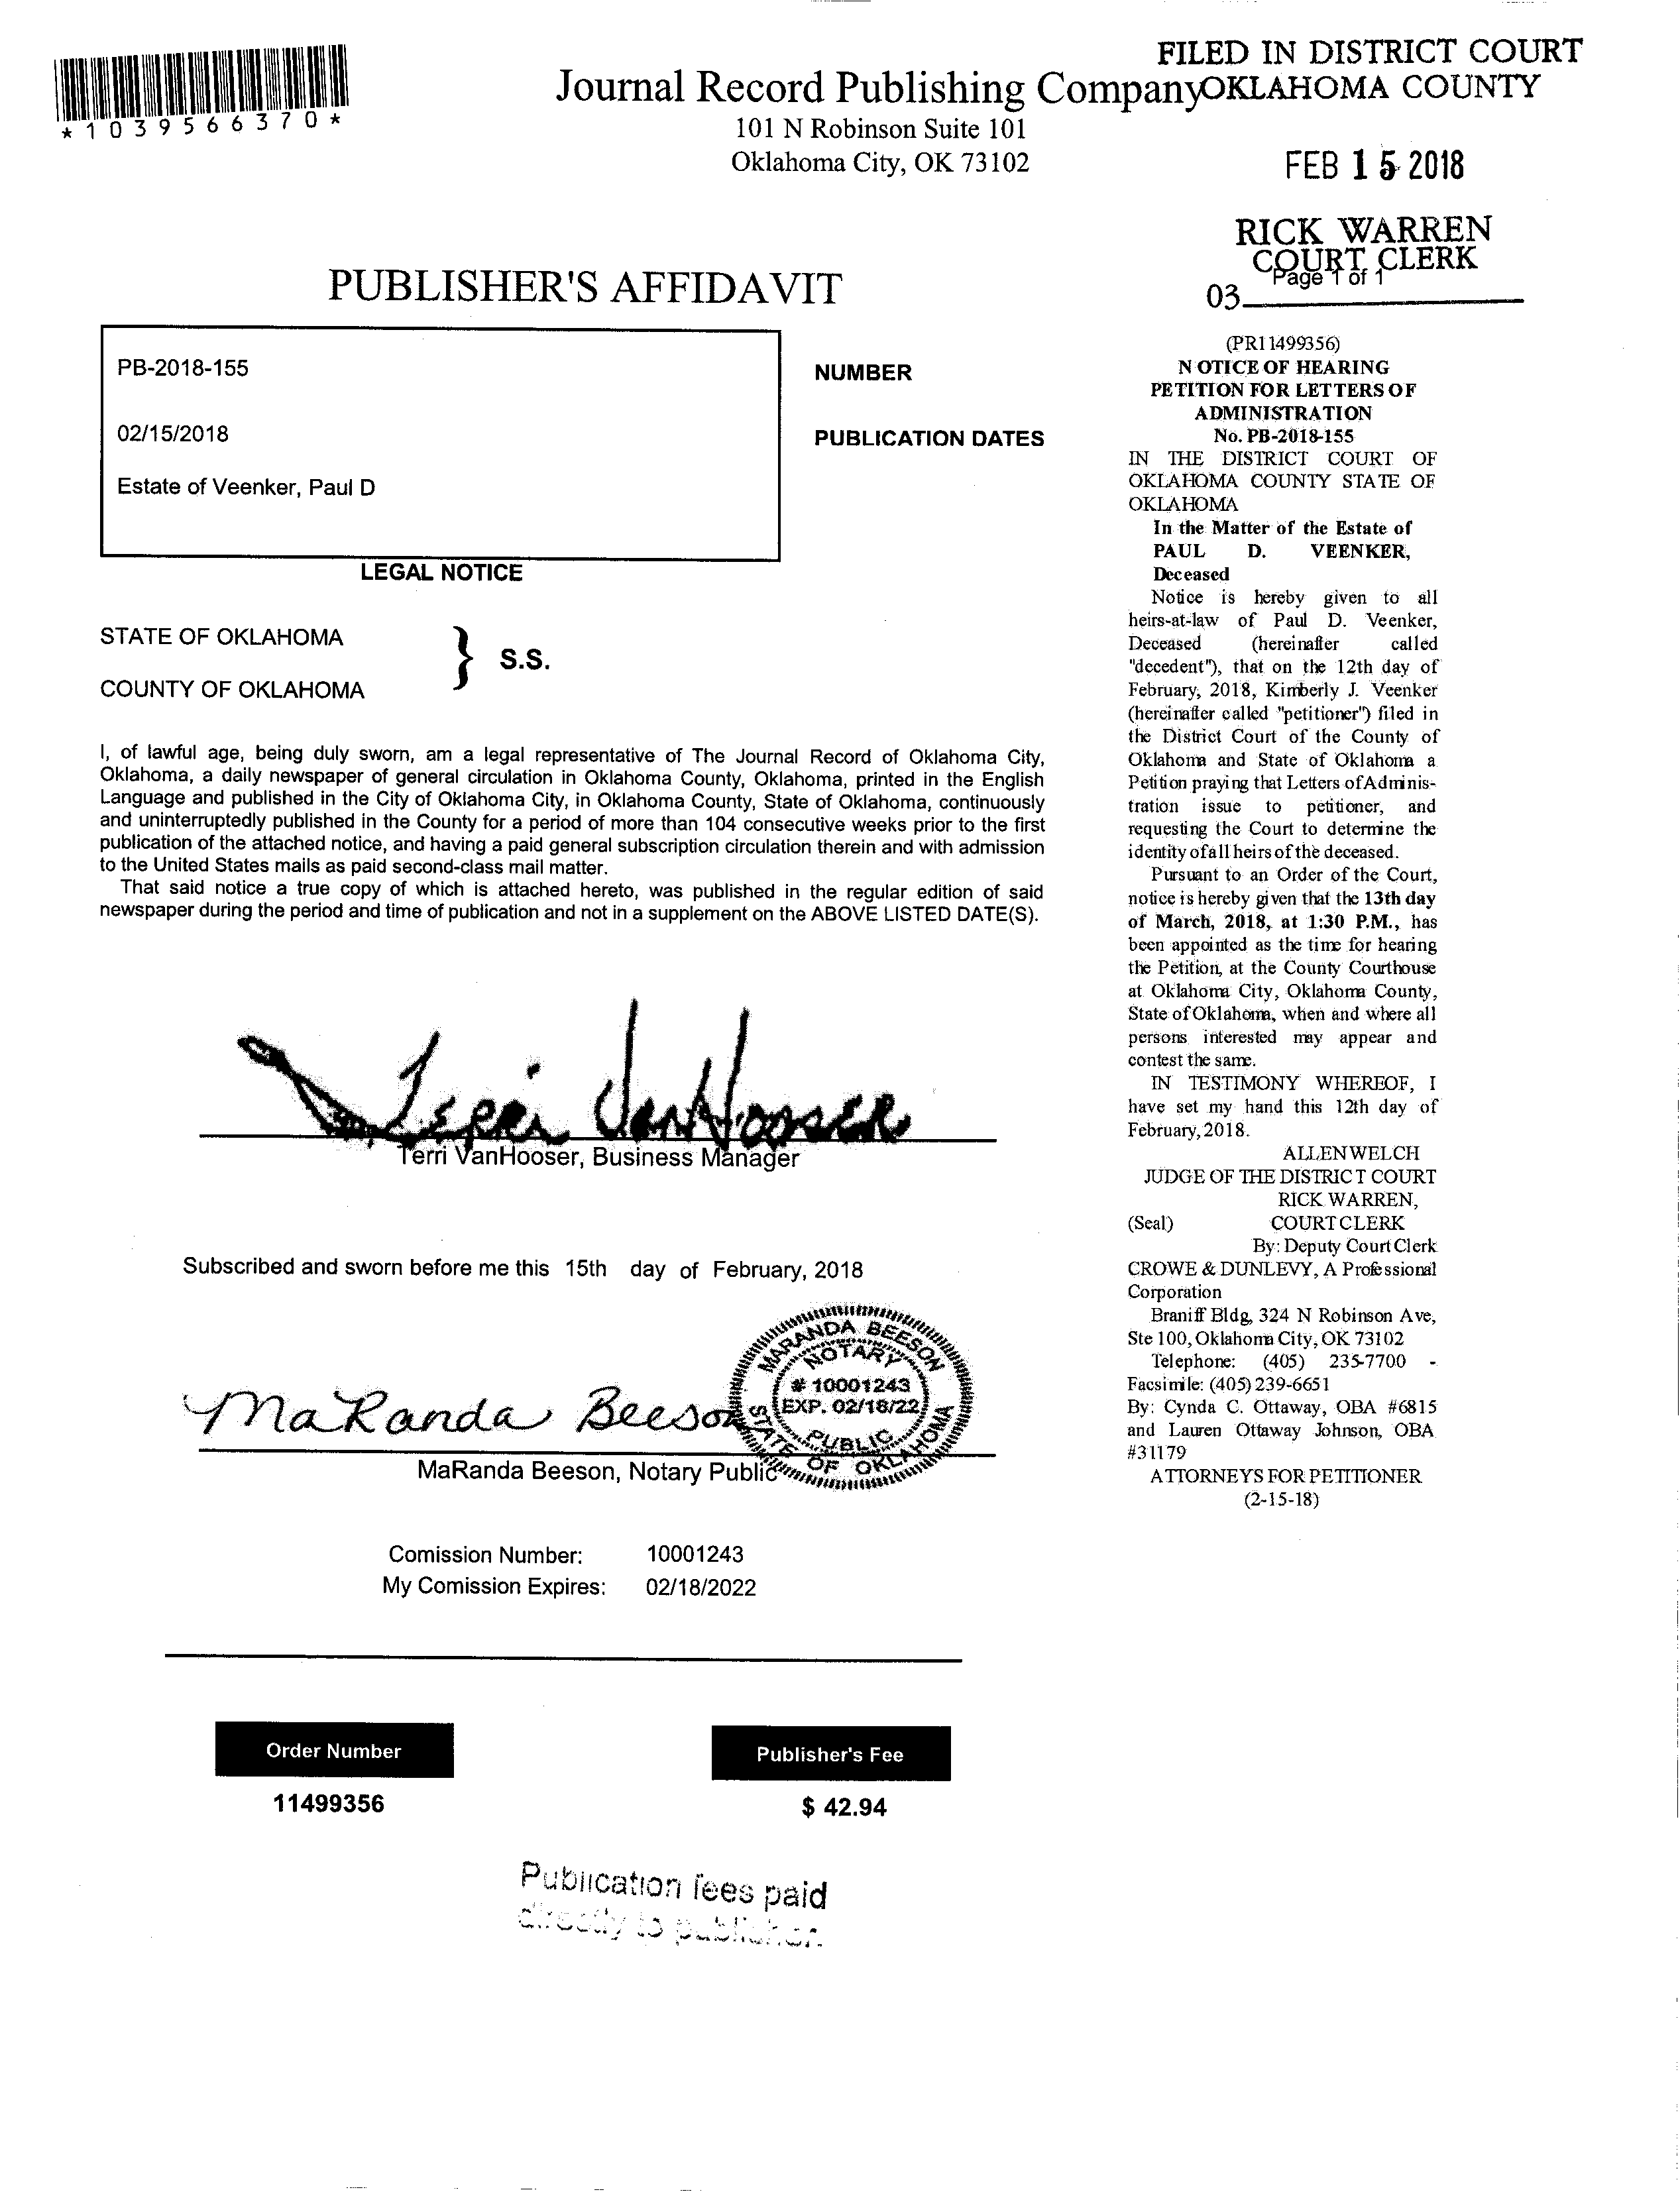 *1039566370*
Journal Record Publishing Company
101 N Robinson Suite 101
Oklahoma City, OK 73102
FILED IN DISTRICT COURT
OKLAHOMA COUNTY
FEB 15 2018
RICK WARREN
COURT CLERK
Page 1 of 1
03
PUBLISHER'S AFFIDAVIT
PB-2018-155
NUMBER
02/15/2018
PUBLICATION DATES
Estate of Veenker, Paul D
LEGAL NOTICE
STATE OF OKLAHOMA
} S.S.
COUNTY OF OKLAHOMA
I, of lawful age, being duly sworn, am a legal representative of The Journal Record of Oklahoma City,
Oklahoma, a daily newspaper of general circulation in Oklahoma County, Oklahoma, printed in the English
Language and published in the City of Oklahoma City, in Oklahoma County, State of Oklahoma, continuously
and uninterruptedly published in the County for a period of more than 104 consecutive weeks prior to the first
publication of the attached notice, and having a paid general subscription circulation therein and with admission
to the United States mails as paid second-class mail matter.
That said notice a true copy of which is attached hereto, was published in the regular edition of said
newspaper during the period and time of publication and not in a supplement on the ABOVE LISTED DATE(S).
Terri VanHooser
Terri VanHooser, Business Manager
Subscribed and sworn before me this 15th day of February, 2018
MaRanda Beeson
MARANDA BEESON
NOTARY
# 10001243
EXP. 02/18/22
PUBLIC
STATE OF OKLAHOMA
MaRanda Beeson, Notary Public
Comission Number: 10001243
My Comission Expires: 02/18/2022
Order Number
Publisher's Fee
11499356
$ 42.94
Publication fees paid
directly to publisher.
(PR11499356)
NOTICE OF HEARING
PETITION FOR LETTERS OF
ADMINISTRATION
No. PB-2018-155
IN THE DISTRICT COURT OF
OKLAHOMA COUNTY STATE OF
OKLAHOMA
In the Matter of the Estate of
PAUL D. VEENKER,
Deceased
Notice is hereby given to all
heirs-at-law of Paul D. Veenker,
Deceased (hereinafter called
"decedent"), that on the 12th day of
February, 2018, Kimberly J. Veenker
(hereinafter called "petitioner") filed in
the District Court of the County of
Oklahoma and State of Oklahoma a
Petition praying that Letters of Adminis-
tration issue to petitioner, and
requesting the Court to determine the
identity of all heirs of the deceased.
Pursuant to an Order of the Court,
notice is hereby given that the 13th day
of March, 2018, at 1:30 P.M., has
been appointed as the time for hearing
the Petition, at the County Courthouse
at Oklahoma City, Oklahoma County,
State of Oklahoma, when and where all
persons interested may appear and
contest the same.
IN TESTIMONY WHEREOF, I
have set my hand this 12th day of
February, 2018.
ALLEN WELCH
JUDGE OF THE DISTRICT COURT
RICK WARREN,
(Seal) COURT CLERK
By: Deputy Court Clerk
CROWE & DUNLEVY, A Professional
Corporation
Braniff Bldg, 324 N Robinson Ave,
Ste 100, Oklahoma City, OK 73102
Telephone: (405) 235-7700 -
Facsimile: (405) 239-6651
By: Cynda C. Ottaway, OBA #6815
and Lauren Ottaway Johnson, OBA
#31179
ATTORNEYS FOR PETITIONER
(2-15-18)